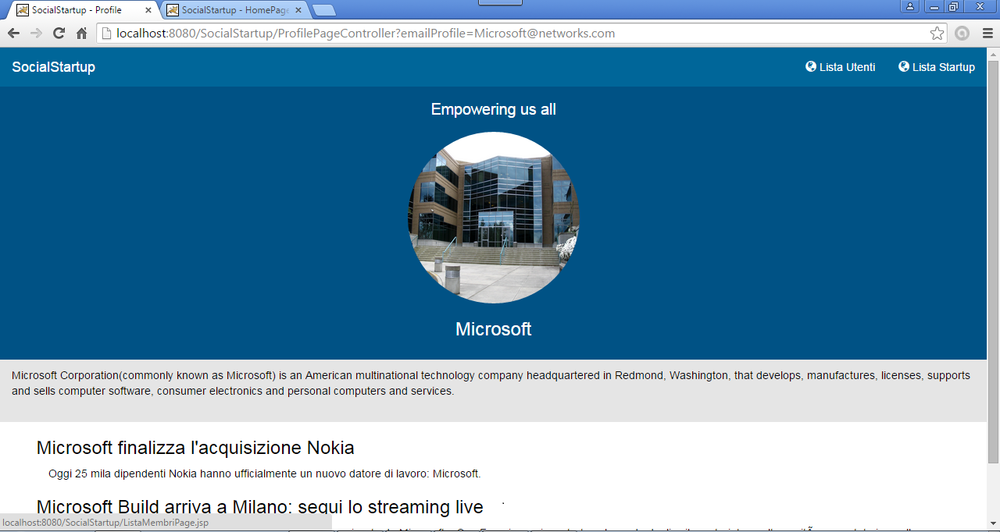 SocialStartup - Profile
SocialStartup - HomePage
localhost:8080/SocialStartup/ProfilePageController?emailProfile=Microsoft@networks.com
SocialStartup
Lista Utenti
Lista Startup
Empowering us all
Microsoft
Microsoft Corporation(commonly known as Microsoft) is an American multinational technology company headquartered in Redmond, Washington, that develops, manufactures, licenses, supports
and sells computer software, consumer electronics and personal computers and services.
Microsoft finalizza l'acquisizione Nokia
Oggi 25 mila dipendenti Nokia hanno ufficialmente un nuovo datore di lavoro: Microsoft.
Microsoft Build arriva a Milano: segui lo streaming live
localhost:8080/SocialStartup/ListaMembriPage.jsp